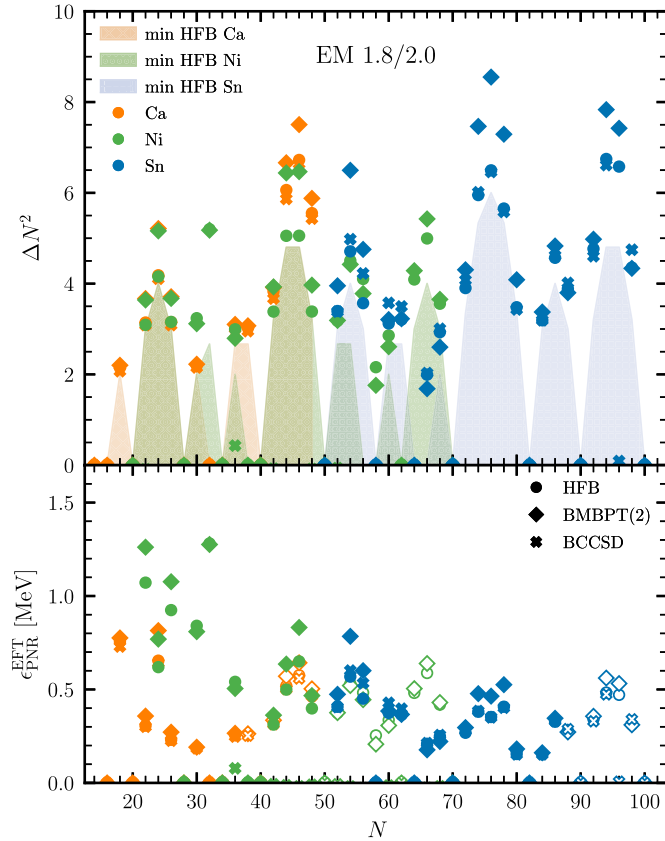 10
8
6
4
2
0
ΔN²
min HFB Ca
min HFB Ni
min HFB Sn
Ca
Ni
Sn
EM 1.8/2.0
1.5
1.0
0.5
0.0
ϵ^EFT_PNR [MeV]
HFB
BMBPT(2)
BCCSD
20 30 40 50 60 70 80 90 100
N